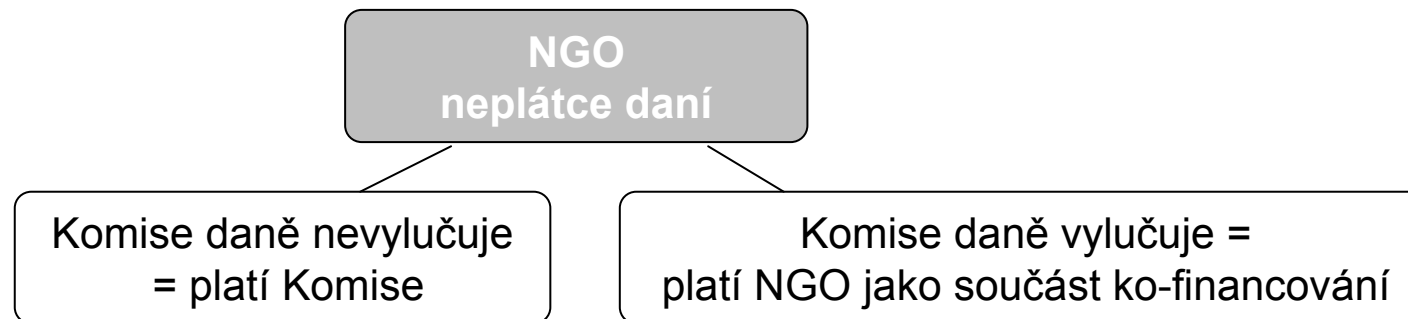 NGO
neplátce daní
Komise daně nevylučuje
= platí Komise
Komise daně vylučuje =
platí NGO jako součást ko-financování